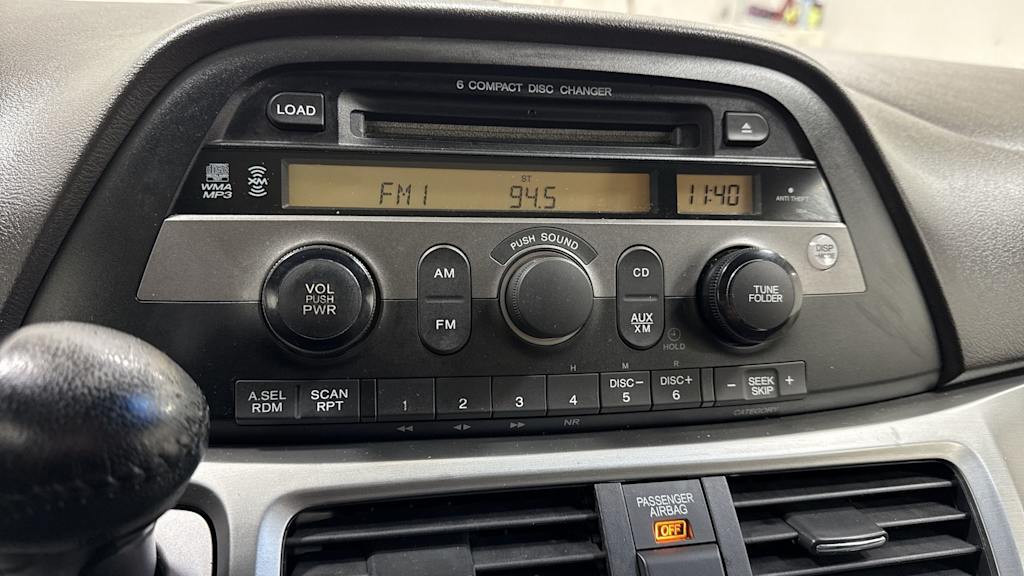 6 COMPACT DISC CHANGER
LOAD
WMA
MP3
XM
ST
FM1 94.5
11:40
ANTI THEFT
PUSH SOUND
DISP
VOL
PUSH
PWR
AM
FM
CD
AUX
XM
HOLD
TUNE
FOLDER
A.SEL
RDM
SCAN
RPT
1
2
3
H
4
NR
M
DISC−
5
R
DISC+
6
− SEEK +
SKIP
CATEGORY
PASSENGER
AIRBAG
OFF